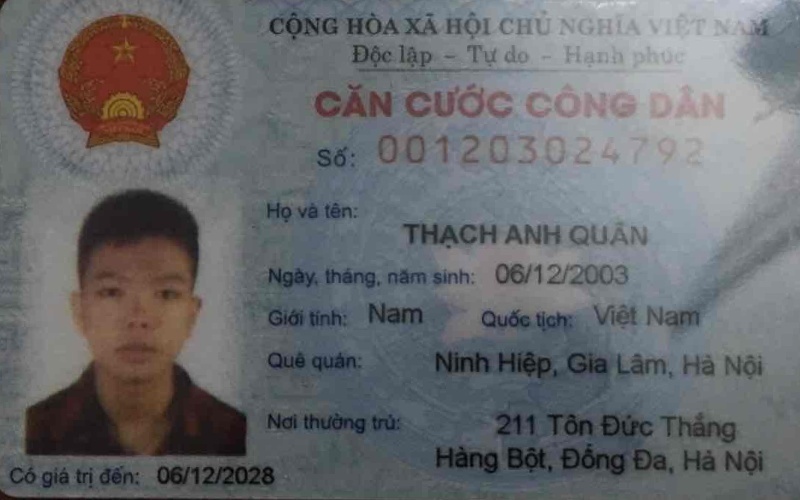 CỘNG HÒA XÃ HỘI CHỦ NGHĨA VIỆT NAM
Độc lập - Tự do - Hạnh phúc
CĂN CƯỚC CÔNG DÂN
Số: 001203024792
Họ và tên:
THẠCH ANH QUÂN
Ngày, tháng, năm sinh: 06/12/2003
Giới tính: Nam Quốc tịch: Việt Nam
Quê quán: Ninh Hiệp, Gia Lâm, Hà Nội
Nơi thường trú: 211 Tôn Đức Thắng
Hàng Bột, Đống Đa, Hà Nội
Có giá trị đến: 06/12/2028